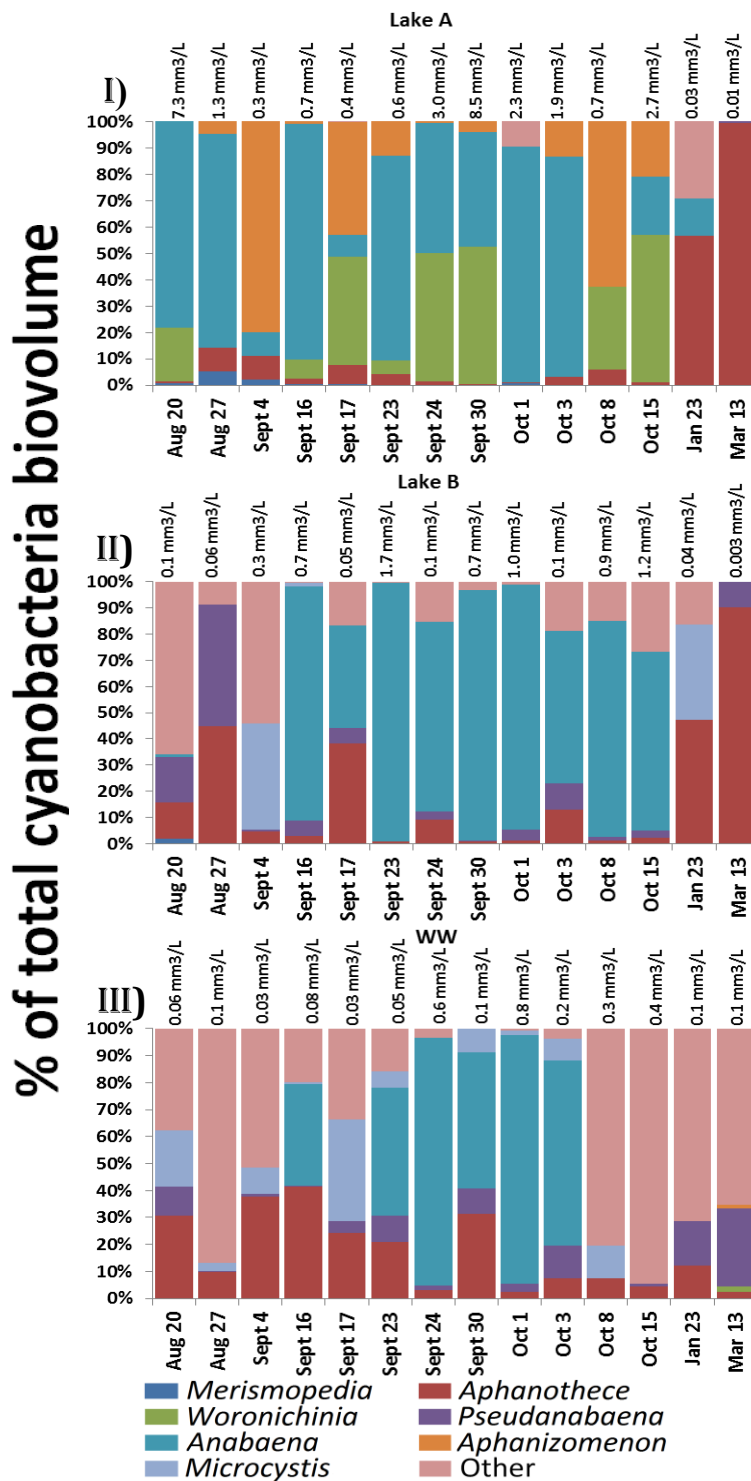 % of total cyanobacteria biovolume
Lake A
I)
7.3 mm3/L 1.3 mm3/L 0.3 mm3/L 0.7 mm3/L 0.4 mm3/L 0.6 mm3/L 3.0 mm3/L 8.5 mm3/L 2.3 mm3/L 1.9 mm3/L 0.7 mm3/L 2.7 mm3/L 0.03 mm3/L 0.01 mm3/L
100%
90%
80%
70%
60%
50%
40%
30%
20%
10%
0%
Aug 20 Aug 27 Sept 4 Sept 16 Sept 17 Sept 23 Sept 24 Sept 30 Oct 1 Oct 3 Oct 8 Oct 15 Jan 23 Mar 13
Lake B
II)
0.1 mm3/L 0.06 mm3/L 0.3 mm3/L 0.7 mm3/L 0.05 mm3/L 1.7 mm3/L 0.1 mm3/L 0.7 mm3/L 1.0 mm3/L 0.1 mm3/L 0.9 mm3/L 1.2 mm3/L 0.04 mm3/L 0.003 mm3/L
100%
90%
80%
70%
60%
50%
40%
30%
20%
10%
0%
Aug 20 Aug 27 Sept 4 Sept 16 Sept 17 Sept 23 Sept 24 Sept 30 Oct 1 Oct 3 Oct 8 Oct 15 Jan 23 Mar 13
WW
III)
0.06 mm3/L 0.1 mm3/L 0.03 mm3/L 0.08 mm3/L 0.03 mm3/L 0.05 mm3/L 0.6 mm3/L 0.1 mm3/L 0.8 mm3/L 0.2 mm3/L 0.3 mm3/L 0.4 mm3/L 0.1 mm3/L 0.1 mm3/L
100%
90%
80%
70%
60%
50%
40%
30%
20%
10%
0%
Aug 20 Aug 27 Sept 4 Sept 16 Sept 17 Sept 23 Sept 24 Sept 30 Oct 1 Oct 3 Oct 8 Oct 15 Jan 23 Mar 13
Merismopedia Aphanothece
Woronichinia Pseudanabaena
Anabaena Aphanizomenon
Microcystis Other